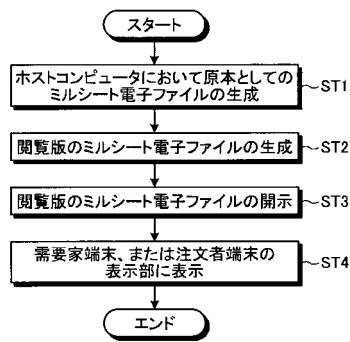 スタート
ホストコンピュータにおいて原本としての
ミルシート電子ファイルの生成
ST1
閲覧版のミルシート電子ファイルの生成
ST2
閲覧版のミルシート電子ファイルの開示
ST3
需要家端末、または注文者端末の
表示部に表示
ST4
エンド